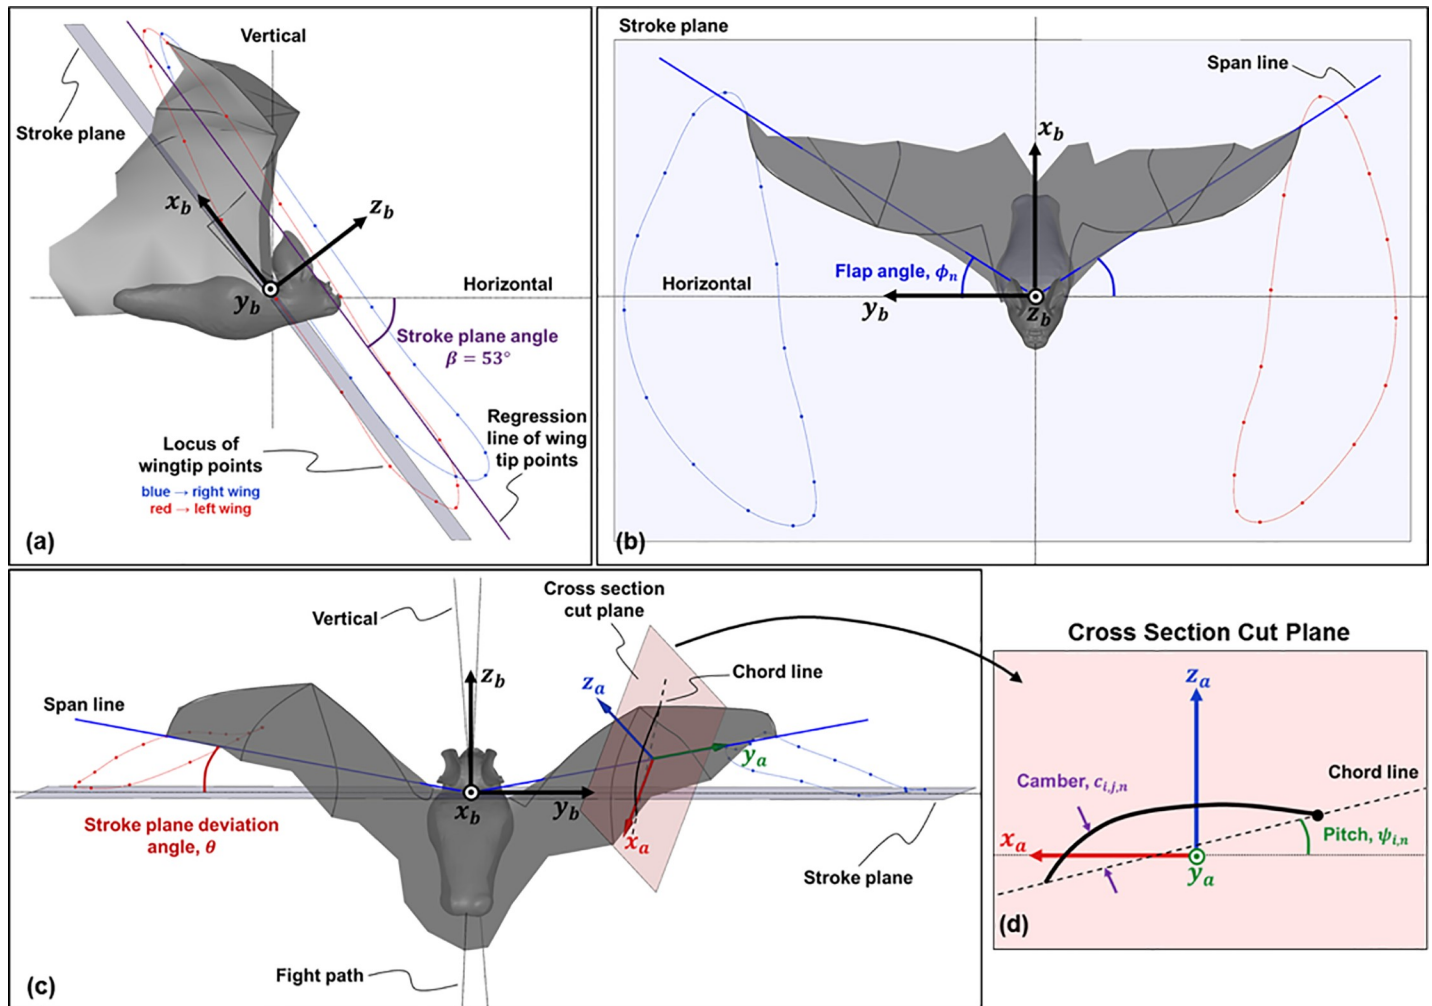 Vertical
Stroke plane
x_b
z_b
y_b
Horizontal
Stroke plane angle
β = 53°
Locus of
wingtip points
blue → right wing
red → left wing
Regression
line of wing
tip points
(a)
Stroke plane
Span line
x_b
Flap angle, ϕ_n
Horizontal
y_b
z_b
(b)
Cross section
cut plane
Vertical
Chord line
z_b
z_a
Span line
y_a
x_b
y_b
x_a
Stroke plane deviation
angle, θ
Stroke plane
Fight path
(c)
Cross Section Cut Plane
z_a
Chord line
Camber, c_{i,j,n}
x_a
Pitch, ψ_{i,n}
y_a
(d)